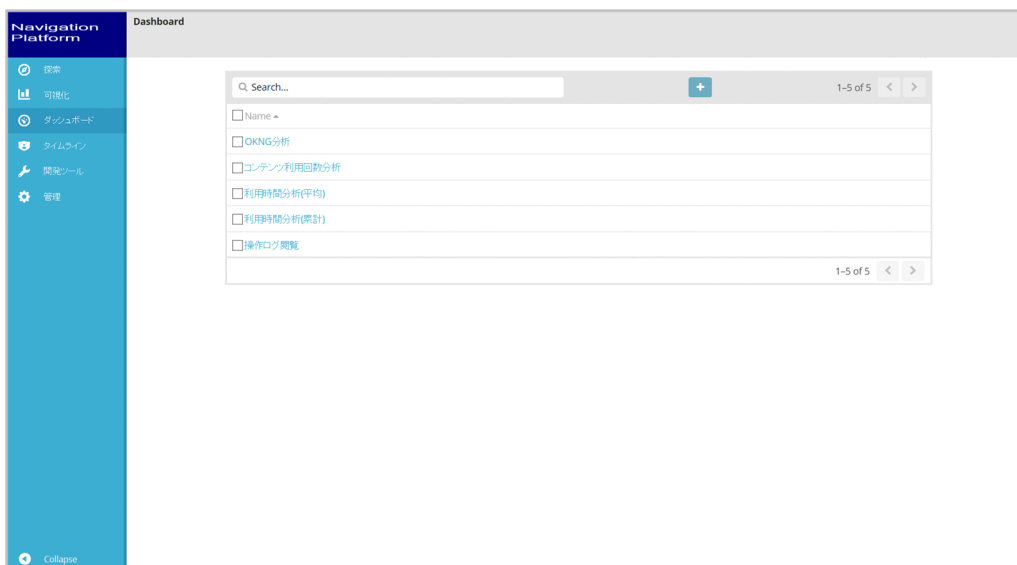 Navigation
Platform
Dashboard
探索
可視化
ダッシュボード
タイムライン
開発ツール
管理
Search...
1–5 of 5
Name
OKNG分析
コンテンツ利用回数分析
利用時間分析(平均)
利用時間分析(累計)
操作ログ閲覧
1–5 of 5
Collapse